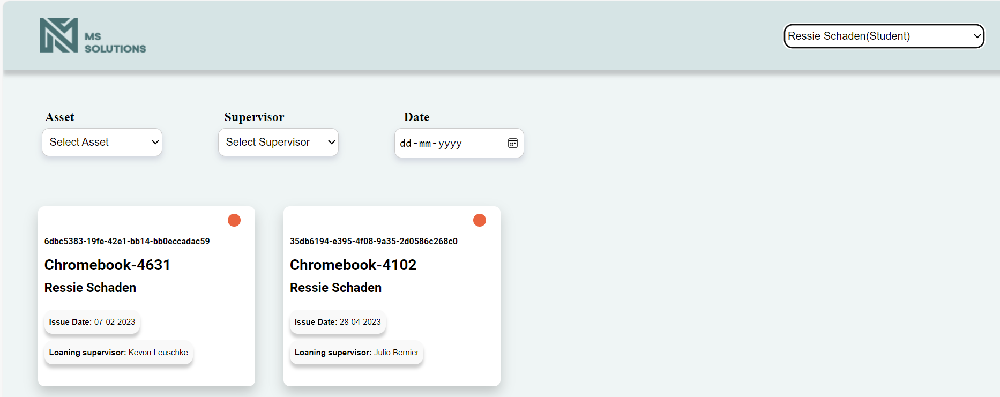 MS
SOLUTIONS
Ressie Schaden(Student)
Asset
Supervisor
Date
Select Asset
Select Supervisor
dd-mm-yyyy
6dbc5383-19fe-42e1-bb14-bb0eccadac59
Chromebook-4631
Ressie Schaden
Issue Date: 07-02-2023
Loaning supervisor: Kevon Leuschke
35db6194-e395-4f08-9a35-2d0586c268c0
Chromebook-4102
Ressie Schaden
Issue Date: 28-04-2023
Loaning supervisor: Julio Bernier